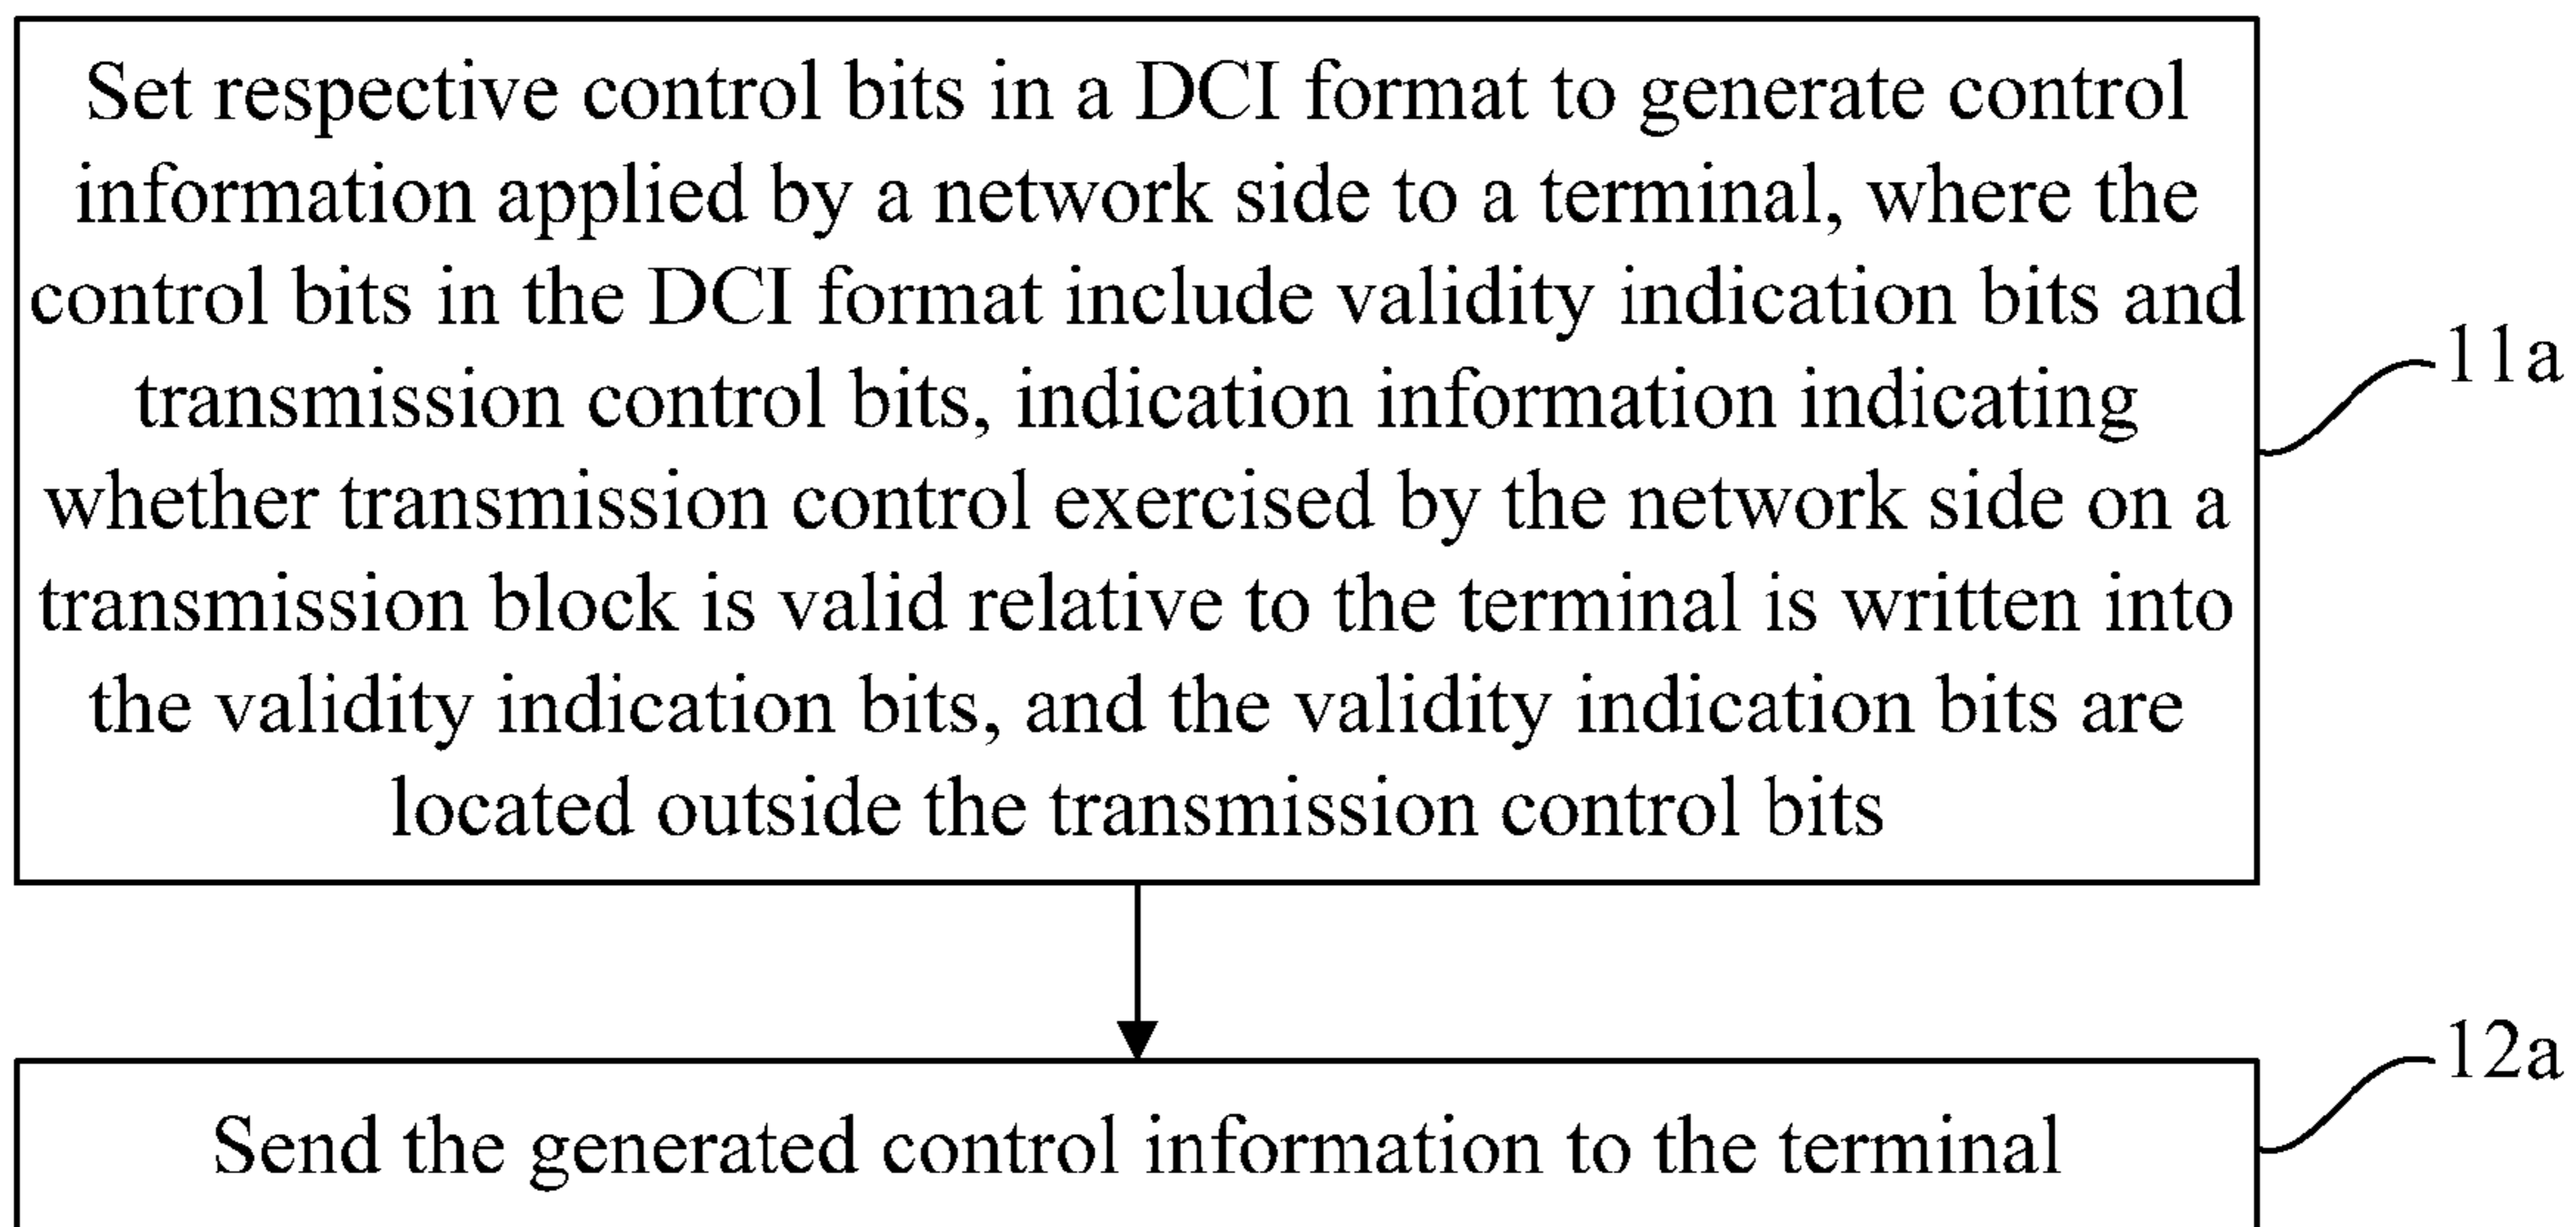 Set respective control bits in a DCI format to generate control
information applied by a network side to a terminal, where the
control bits in the DCI format include validity indication bits and
transmission control bits, indication information indicating
whether transmission control exercised by the network side on a
transmission block is valid relative to the terminal is written into
the validity indication bits, and the validity indication bits are
located outside the transmission control bits
11a
12a
Send the generated control information to the terminal